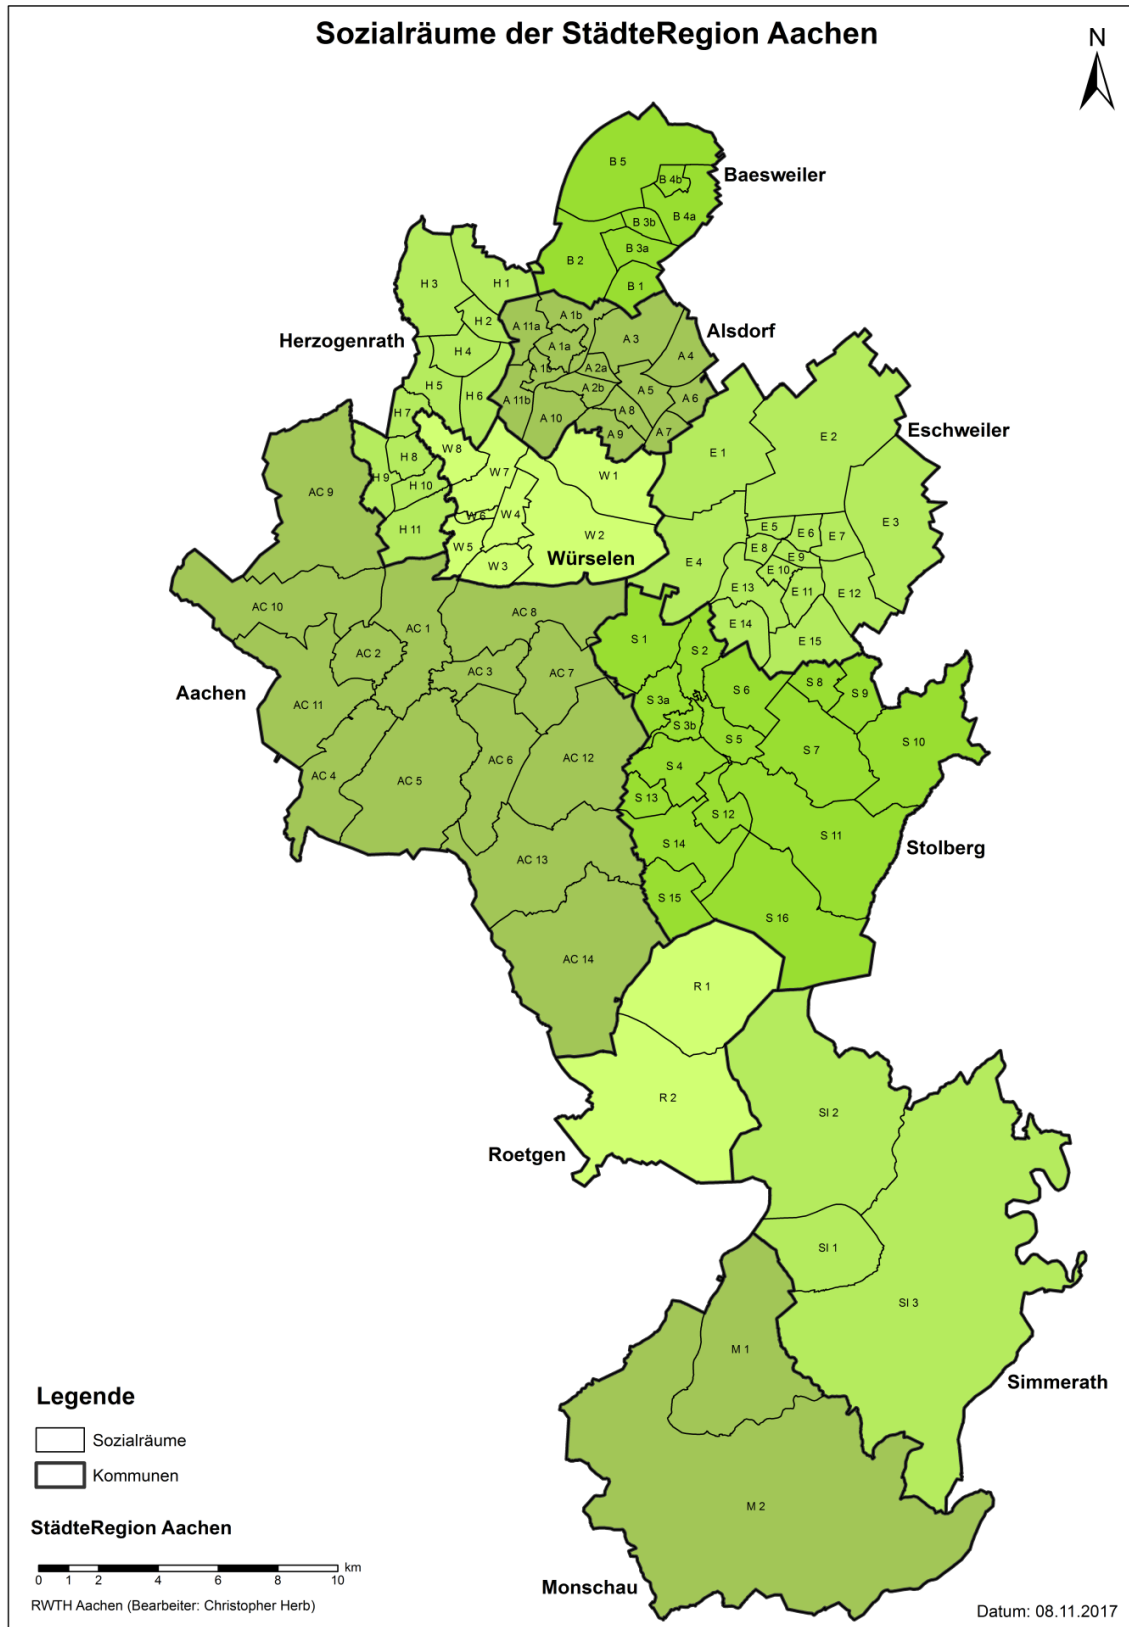 Sozialräume der StädteRegion Aachen
N
B 5
B 4b
Baesweiler
B 4a
B 3b
B 3a
B 2
B 1
H 3
H 1
H 2
Herzogenrath
H 4
H 5
H 6
H 7
H 8
H 9
H 10
H 11
A 11a
A 1b
A 1a
A 3
Alsdorf
A 4
A 1b
A 2a
A 2b
A 5
A 6
A 11b
A 10
A 8
A 9
A 7
W 8
W 7
W 1
W 6
W 4
W 2
W 5
W 3
Würselen
E 1
E 2
Eschweiler
E 3
E 5
E 6
E 7
E 8
E 9
E 4
E 10
E 13
E 11
E 12
E 14
E 15
AC 9
AC 10
AC 1
AC 8
AC 2
AC 3
AC 7
Aachen
AC 11
AC 4
AC 5
AC 6
AC 12
AC 13
AC 14
S 1
S 2
S 6
S 8
S 9
S 3a
S 3b
S 5
S 7
S 10
S 4
S 13
S 12
S 11
S 14
Stolberg
S 15
S 16
R 1
R 2
Roetgen
SI 2
SI 1
SI 3
Simmerath
M 1
M 2
Monschau
Legende
Sozialräume
Kommunen
StädteRegion Aachen
0 1 2 4 6 8 10 km
RWTH Aachen (Bearbeiter: Christopher Herb)
Datum: 08.11.2017